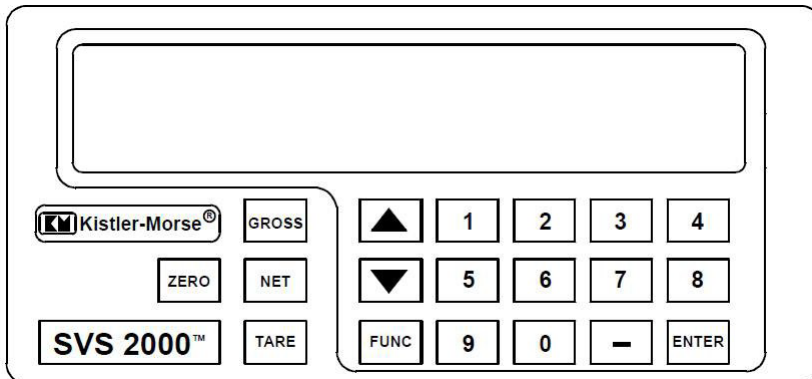 KM Kistler-Morse® GROSS ▲ 1 2 3 4
ZERO NET ▼ 5 6 7 8
SVS 2000™ TARE FUNC 9 0 – ENTER